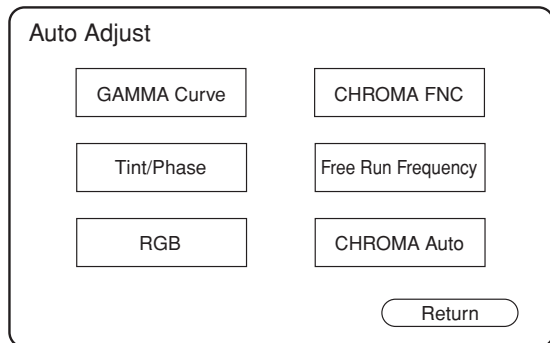 Auto Adjust
GAMMA Curve CHROMA FNC
Tint/Phase Free Run Frequency
RGB CHROMA Auto
Return